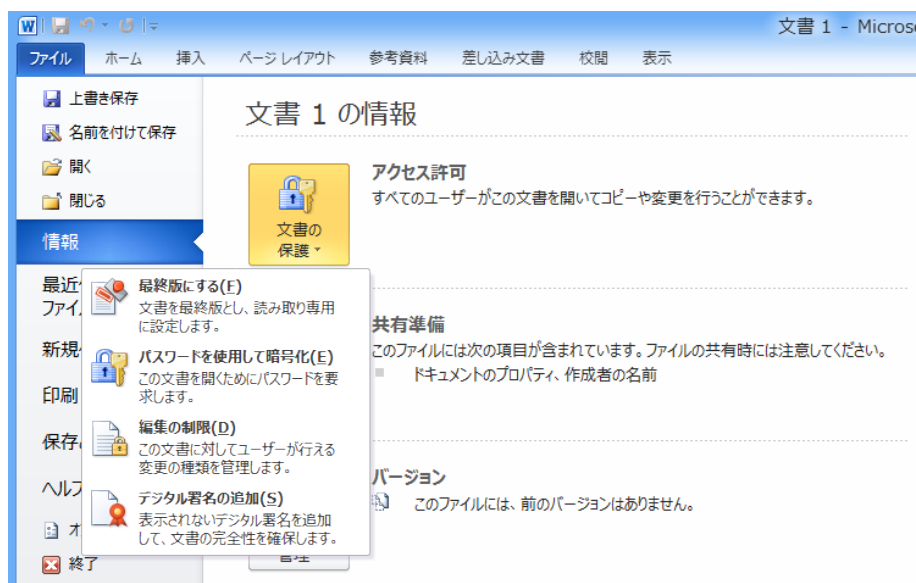 文書 1 - Micros
ファイル ホーム 挿入 ページ レイアウト 参考資料 差し込み文書 校閲 表示
上書き保存
名前を付けて保存
開く
閉じる
情報
最近
ファイ
新規
印刷
保存
ヘルプ
オ
終了
文書 1 の情報
文書の
保護
アクセス許可
すべてのユーザーがこの文書を開いてコピーや変更を行うことができます。
最終版にする(F)
文書を最終版とし、読み取り専用
に設定します。
パスワードを使用して暗号化(E)
この文書を開くためにパスワードを要
求します。
編集の制限(D)
この文書に対してユーザーが行える
変更の種類を管理します。
デジタル署名の追加(S)
表示されないデジタル署名を追加
して、文書の完全性を確保します。
共有準備
このファイルには次の項目が含まれています。ファイルの共有時には注意してください。
ドキュメントのプロパティ、作成者の名前
バージョン
このファイルには、前のバージョンはありません。
管理